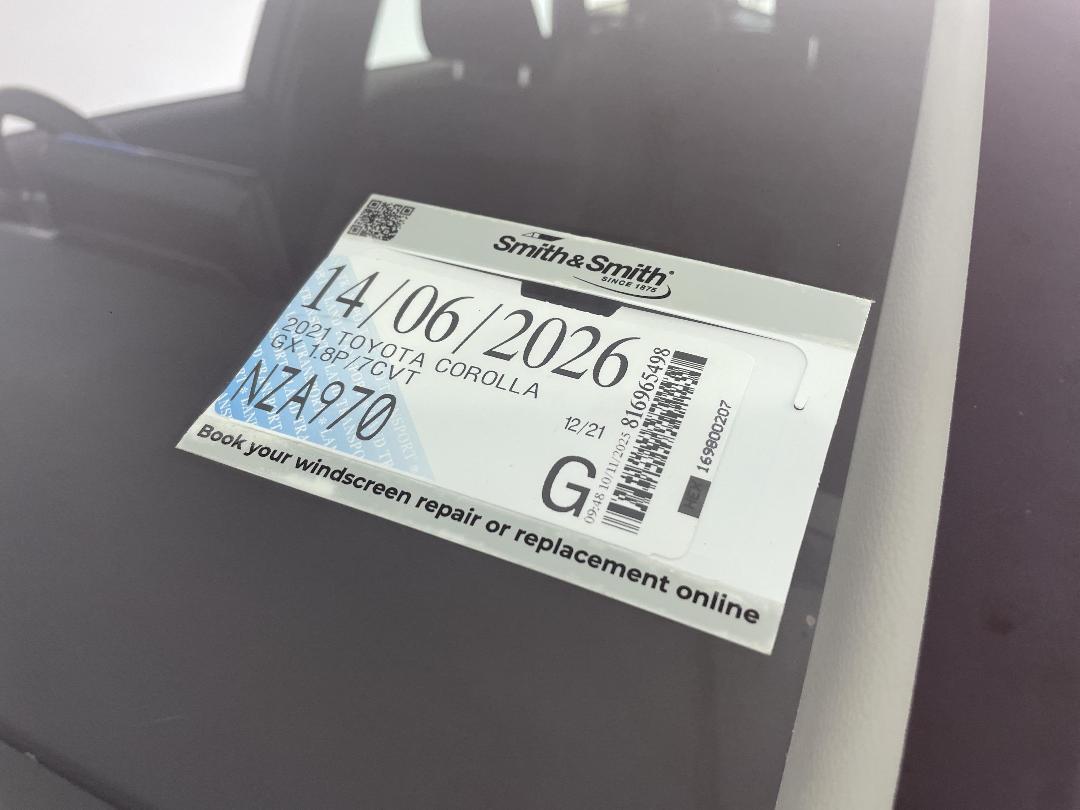 Smith&Smith®
SINCE 1875
14/06/2026
2021 TOYOTA COROLLA
GX 1.8P/7CVT
NZA970
12/21
G
09:48 10/11/2025 816965498
REK 169800207
Book your windscreen repair or replacement online